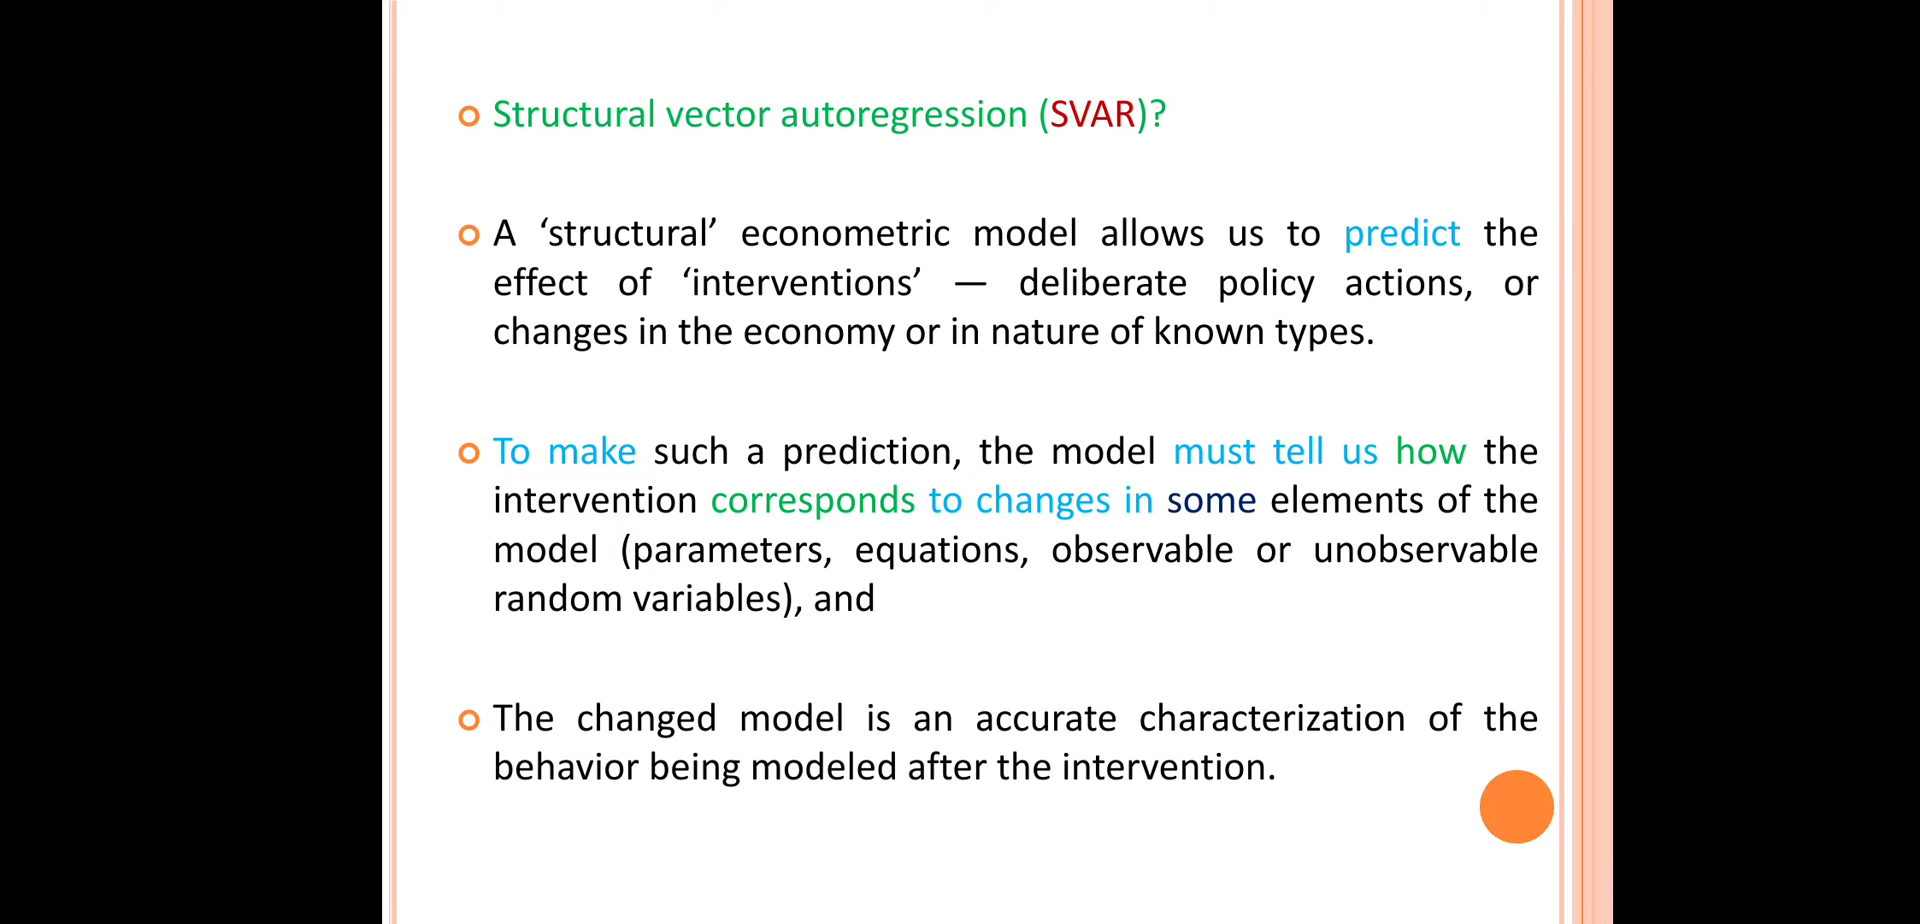 Structural vector autoregression (SVAR)?
A ‘structural’ econometric model allows us to predict the
effect of ‘interventions’ — deliberate policy actions, or
changes in the economy or in nature of known types.
To make such a prediction, the model must tell us how the
intervention corresponds to changes in some elements of the
model (parameters, equations, observable or unobservable
random variables), and
The changed model is an accurate characterization of the
behavior being modeled after the intervention.